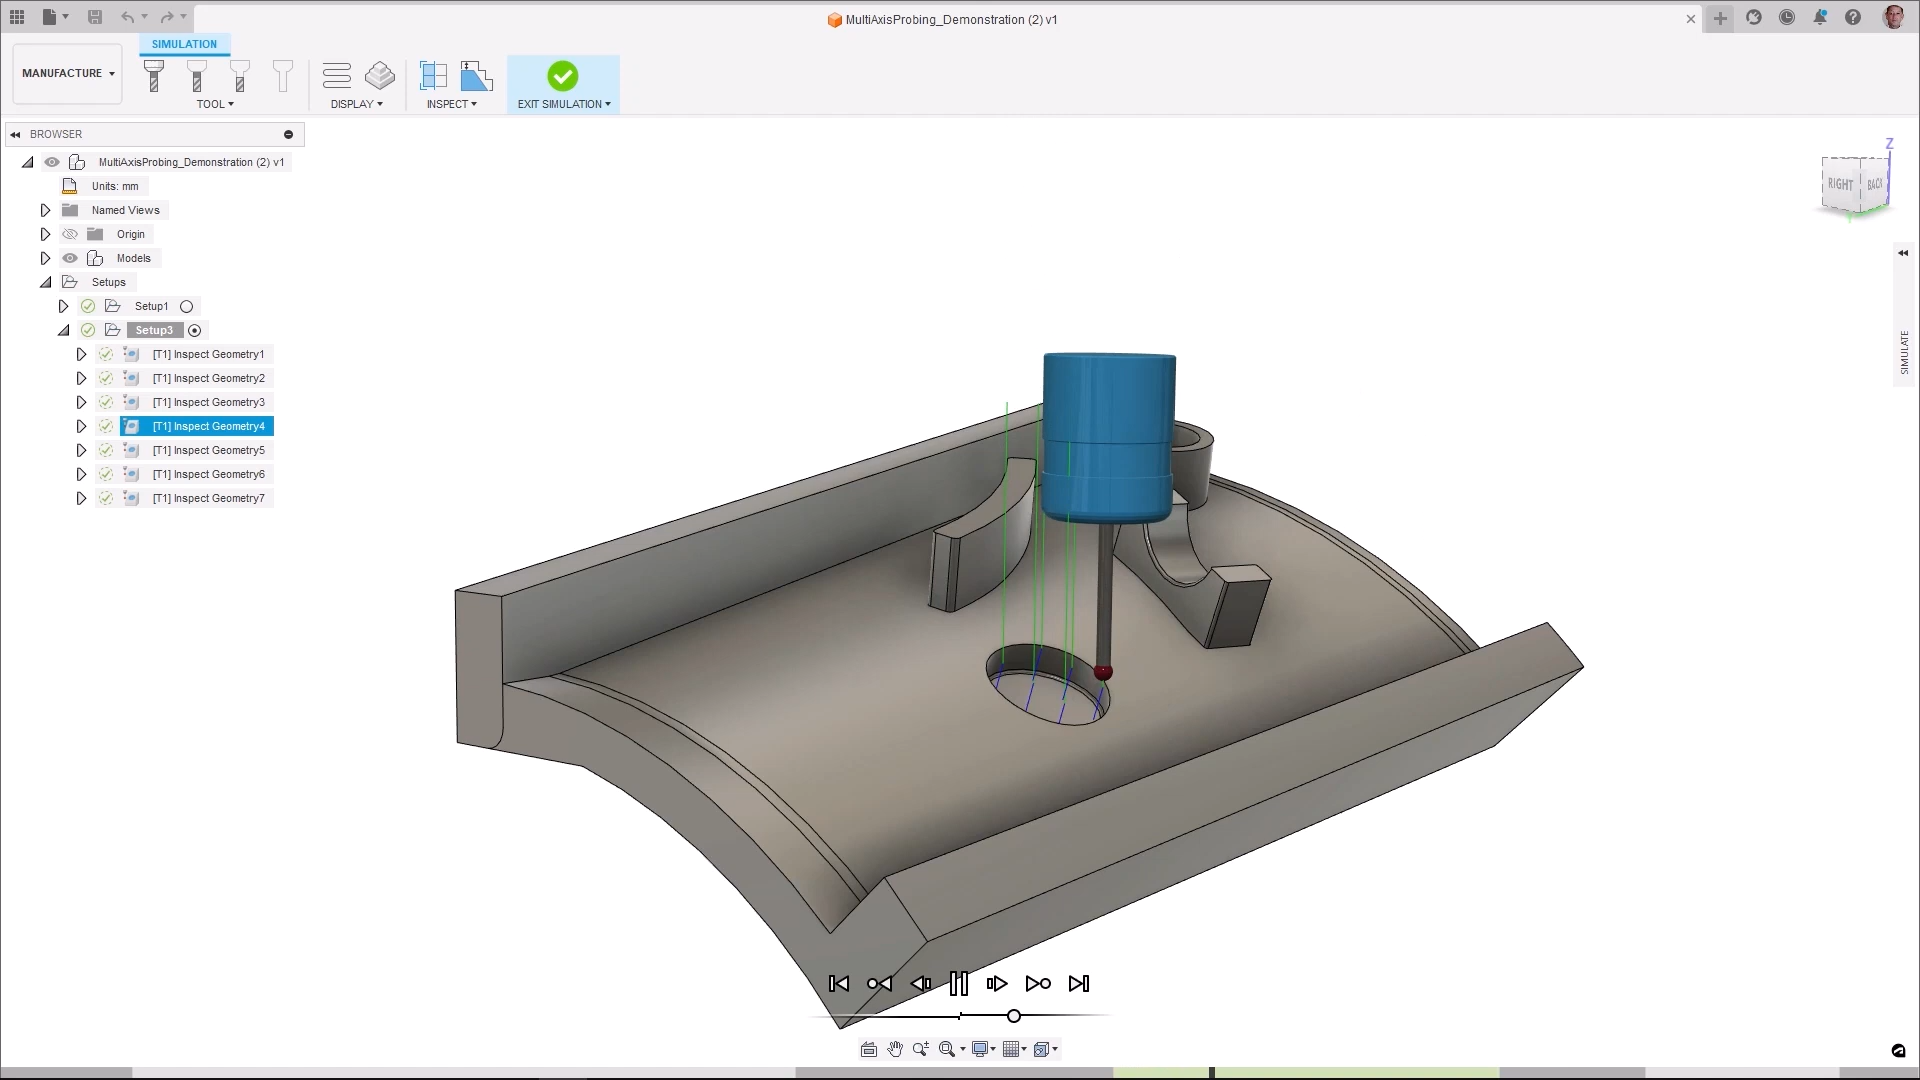 MultiAxisProbing_Demonstration (2) v1
SIMULATION
MANUFACTURE
TOOL
DISPLAY
INSPECT
EXIT SIMULATION
BROWSER
MultiAxisProbing_Demonstration (2) v1
Units: mm
Named Views
Origin
Models
Setups
Setup1
Setup3
[T1] Inspect Geometry1
[T1] Inspect Geometry2
[T1] Inspect Geometry3
[T1] Inspect Geometry4
[T1] Inspect Geometry5
[T1] Inspect Geometry6
[T1] Inspect Geometry7
Z
RIGHT
BACK
Y
SIMULATE